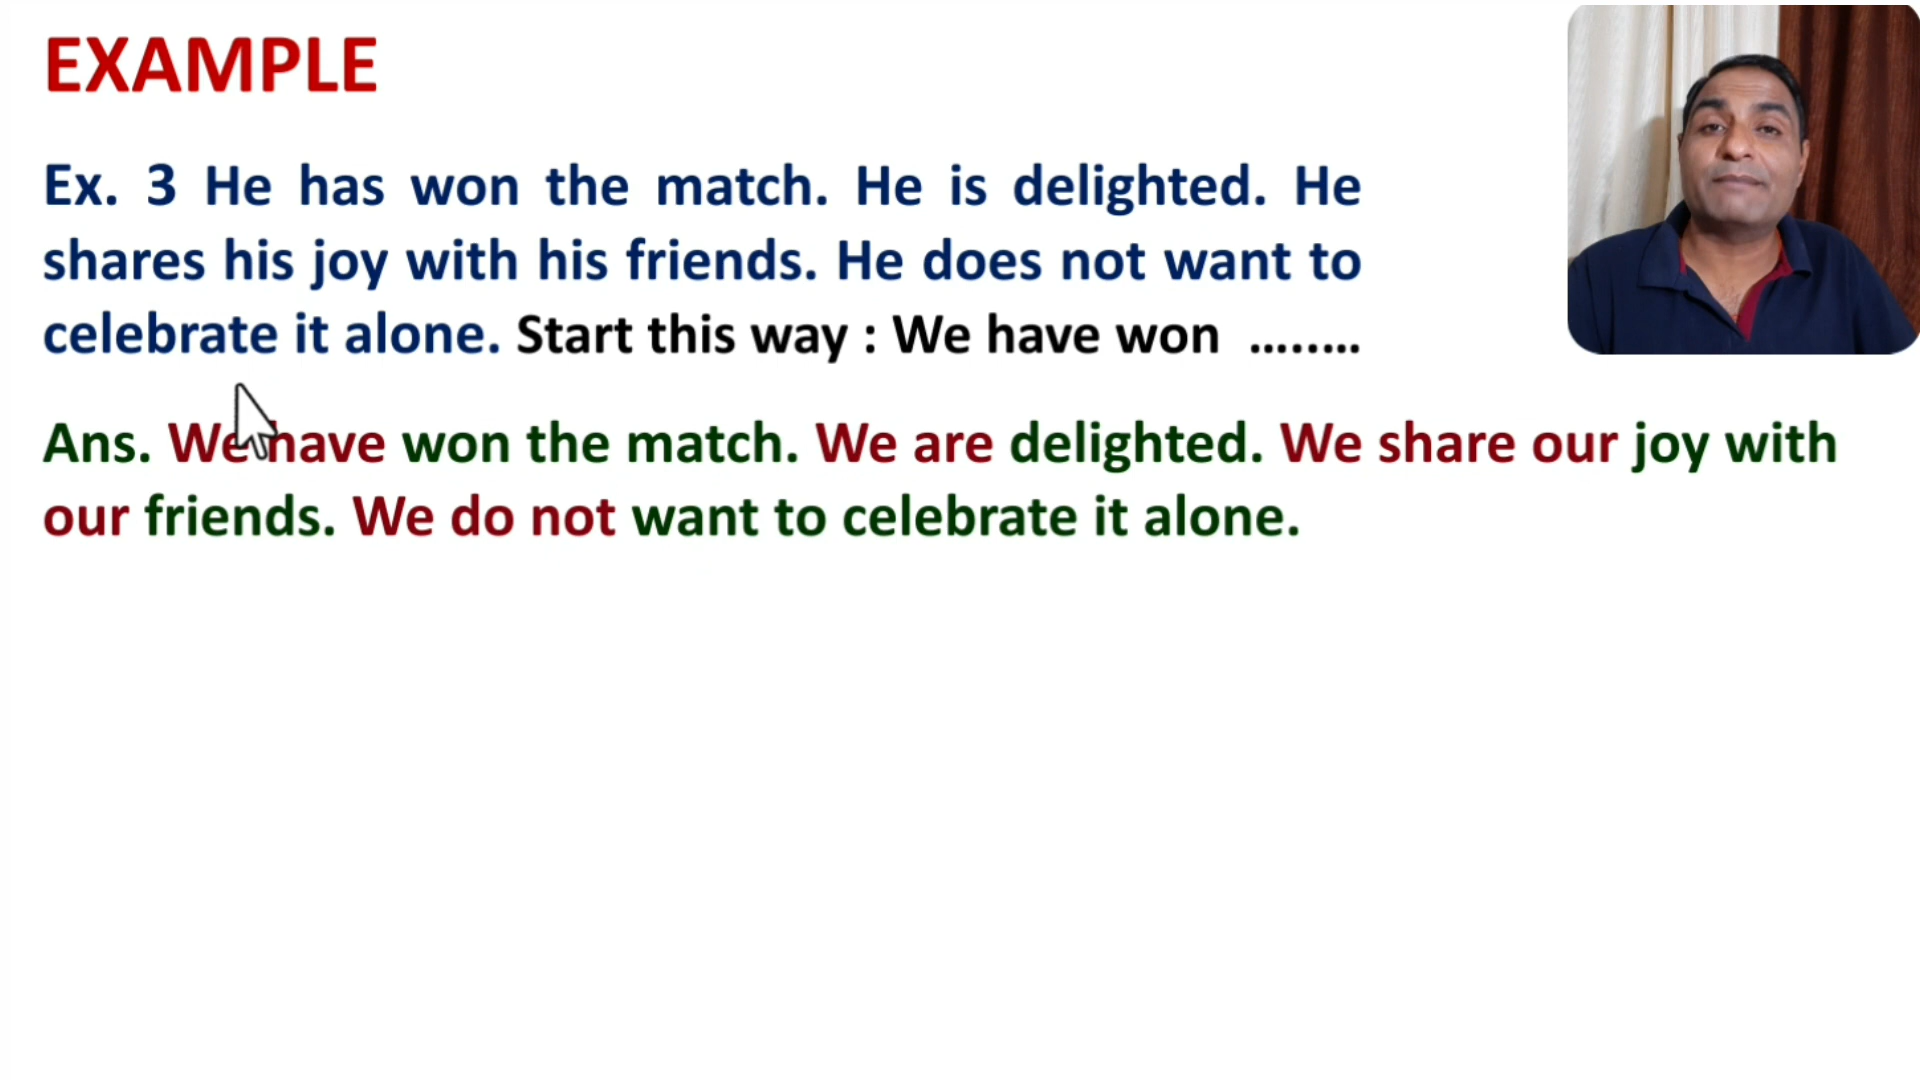 EXAMPLE
Ex. 3 He has won the match. He is delighted. He
shares his joy with his friends. He does not want to
celebrate it alone. Start this way : We have won ........
Ans. We have won the match. We are delighted. We share our joy with
our friends. We do not want to celebrate it alone.